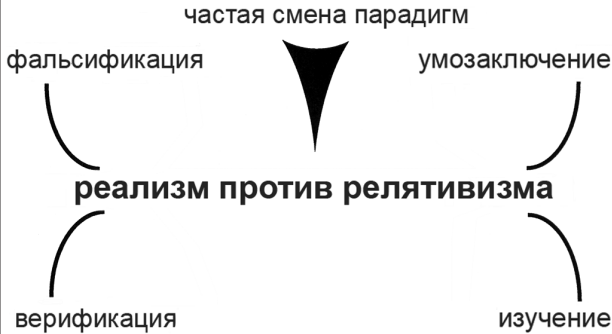 частая смена парадигм
фальсификация
умозаключение
реализм против релятивизма
верификация
изучение